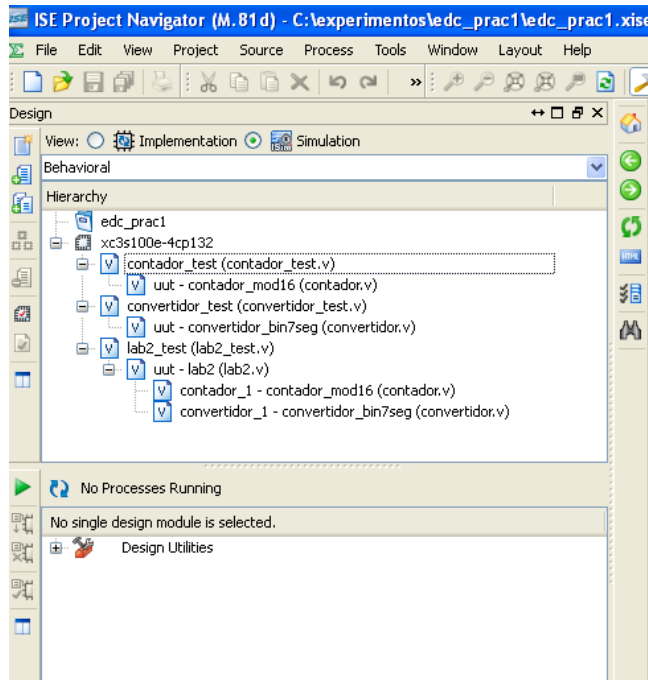 ISE Project Navigator (M.81d) - C:\experimentos\edc_prac1\edc_prac1.xise
File Edit View Project Source Process Tools Window Layout Help
»
Design
View: Implementation Simulation
Behavioral
Hierarchy
edc_prac1
xc3s100e-4cp132
contador_test (contador_test.v)
uut - contador_mod16 (contador.v)
convertidor_test (convertidor_test.v)
uut - convertidor_bin7seg (convertidor.v)
lab2_test (lab2_test.v)
uut - lab2 (lab2.v)
contador_1 - contador_mod16 (contador.v)
convertidor_1 - convertidor_bin7seg (convertidor.v)
No Processes Running
No single design module is selected.
Design Utilities